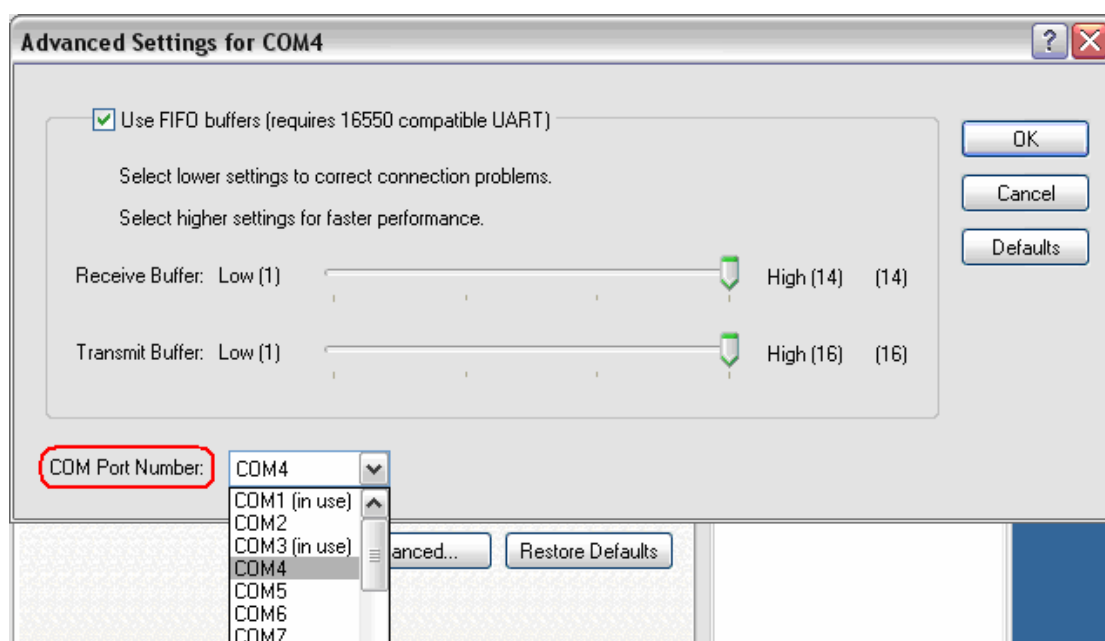 Advanced Settings for COM4
Use FIFO buffers (requires 16550 compatible UART)
OK
Select lower settings to correct connection problems.
Cancel
Select higher settings for faster performance.
Defaults
Receive Buffer: Low (1) High (14) (14)
Transmit Buffer: Low (1) High (16) (16)
COM Port Number: COM4
COM1 (in use)
COM2
COM3 (in use)
anced... Restore Defaults
COM4
COM5
COM6
COM7